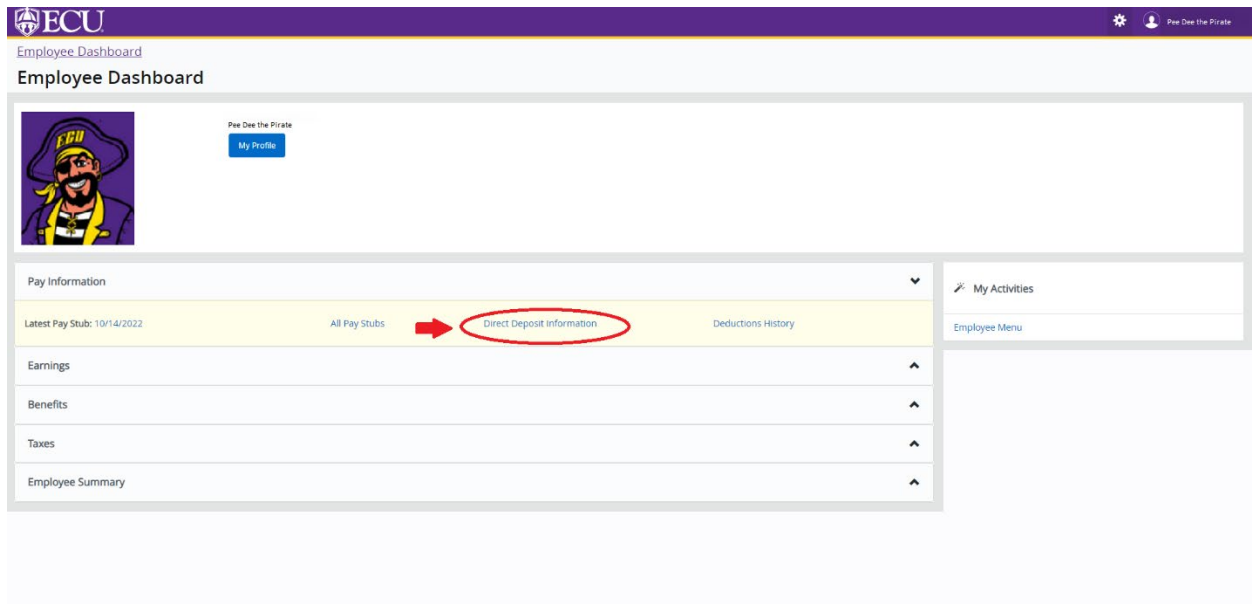 ECU
Pee Dee the Pirate
Employee Dashboard
Employee Dashboard
ECU
Pee Dee the Pirate
My Profile
Pay Information
Latest Pay Stub: 10/14/2022
All Pay Stubs
Direct Deposit Information
Deductions History
Earnings
Benefits
Taxes
Employee Summary
My Activities
Employee Menu